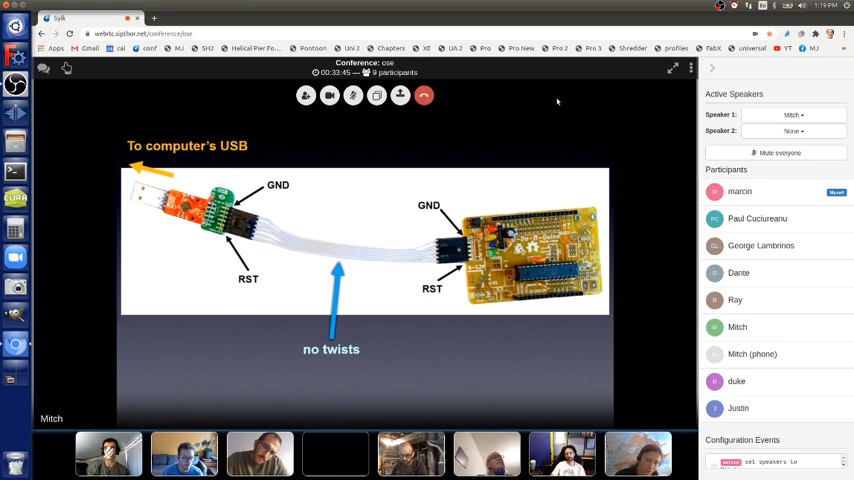 1:19 PM
Sylk
webrtc.sipthor.net/conference/ose
Apps Gmail cal conf MJ SH2 Helical Pier Fo... Pontoon Uni 2 Chapters XE UA 2 Pro Pro New Pro 2 Pro 3 Shredder profiles FabX universal YT MJ
Conference: ose
00:33:45 9 participants
To computer's USB
GND
GND
RST
RST
no twists
Mitch
Active Speakers
Speaker 1: Mitch
Speaker 2: None
Mute everyone
Participants
M marcin Myself
PC Paul Cuciureanu
GL George Lambrinos
D Dante
R Ray
M Mitch
M Mitch (phone)
D duke
J Justin
Configuration Events
marcin set speakers to